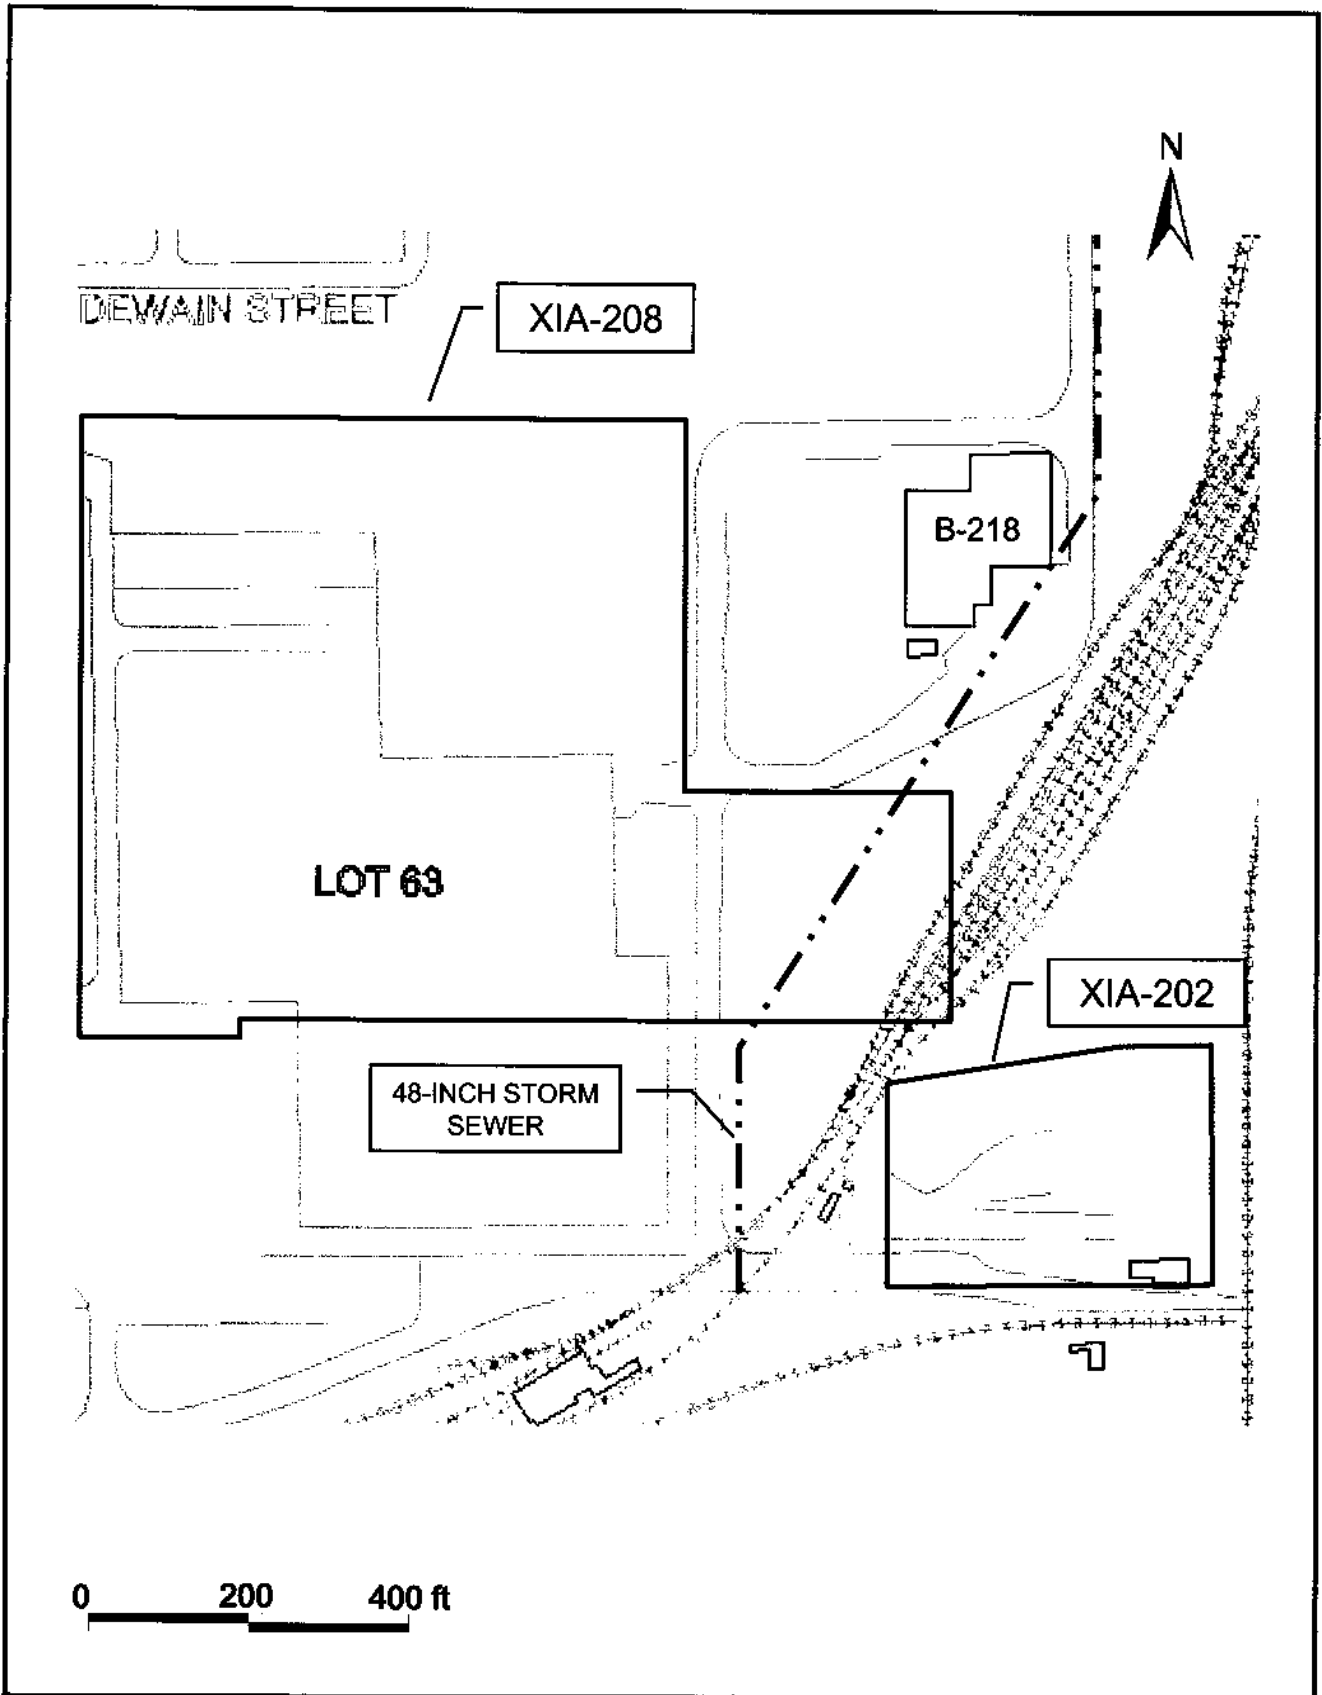 N
DEWAIN STREET
XIA-208
B-218
LOT 63
XIA-202
48-INCH STORM
SEWER
0 200 400 ft